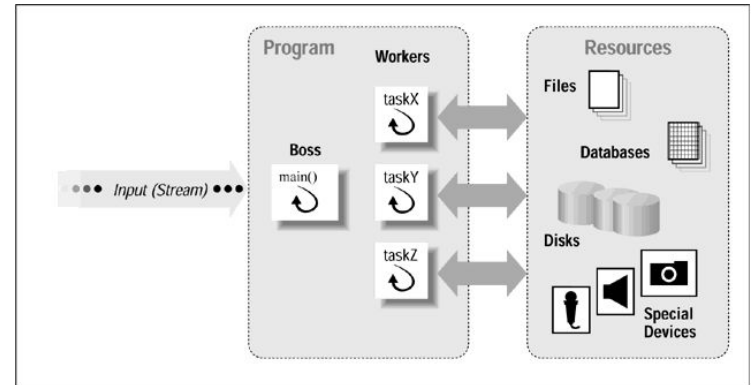 Program
Workers
taskX
Boss
main()
taskY
taskZ
Input (Stream)
Resources
Files
Databases
Disks
Special
Devices